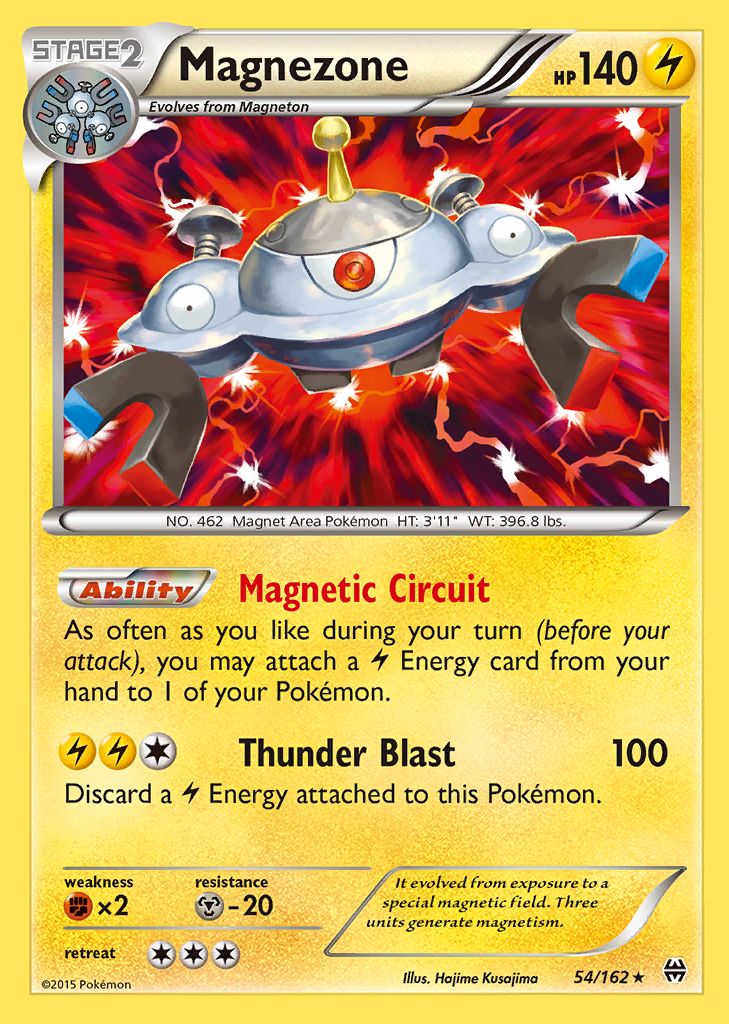 STAGE2
Magnezone
HP140
Evolves from Magneton
NO. 462 Magnet Area Pokémon HT: 3'11" WT: 396.8 lbs.
Ability Magnetic Circuit
As often as you like during your turn (before your
attack), you may attach a Energy card from your
hand to 1 of your Pokémon.
Thunder Blast 100
Discard a Energy attached to this Pokémon.
weakness resistance
×2 -20
It evolved from exposure to a
special magnetic field. Three
units generate magnetism.
retreat
©2015 Pokémon
Illus. Hajime Kusajima
54/162 ★